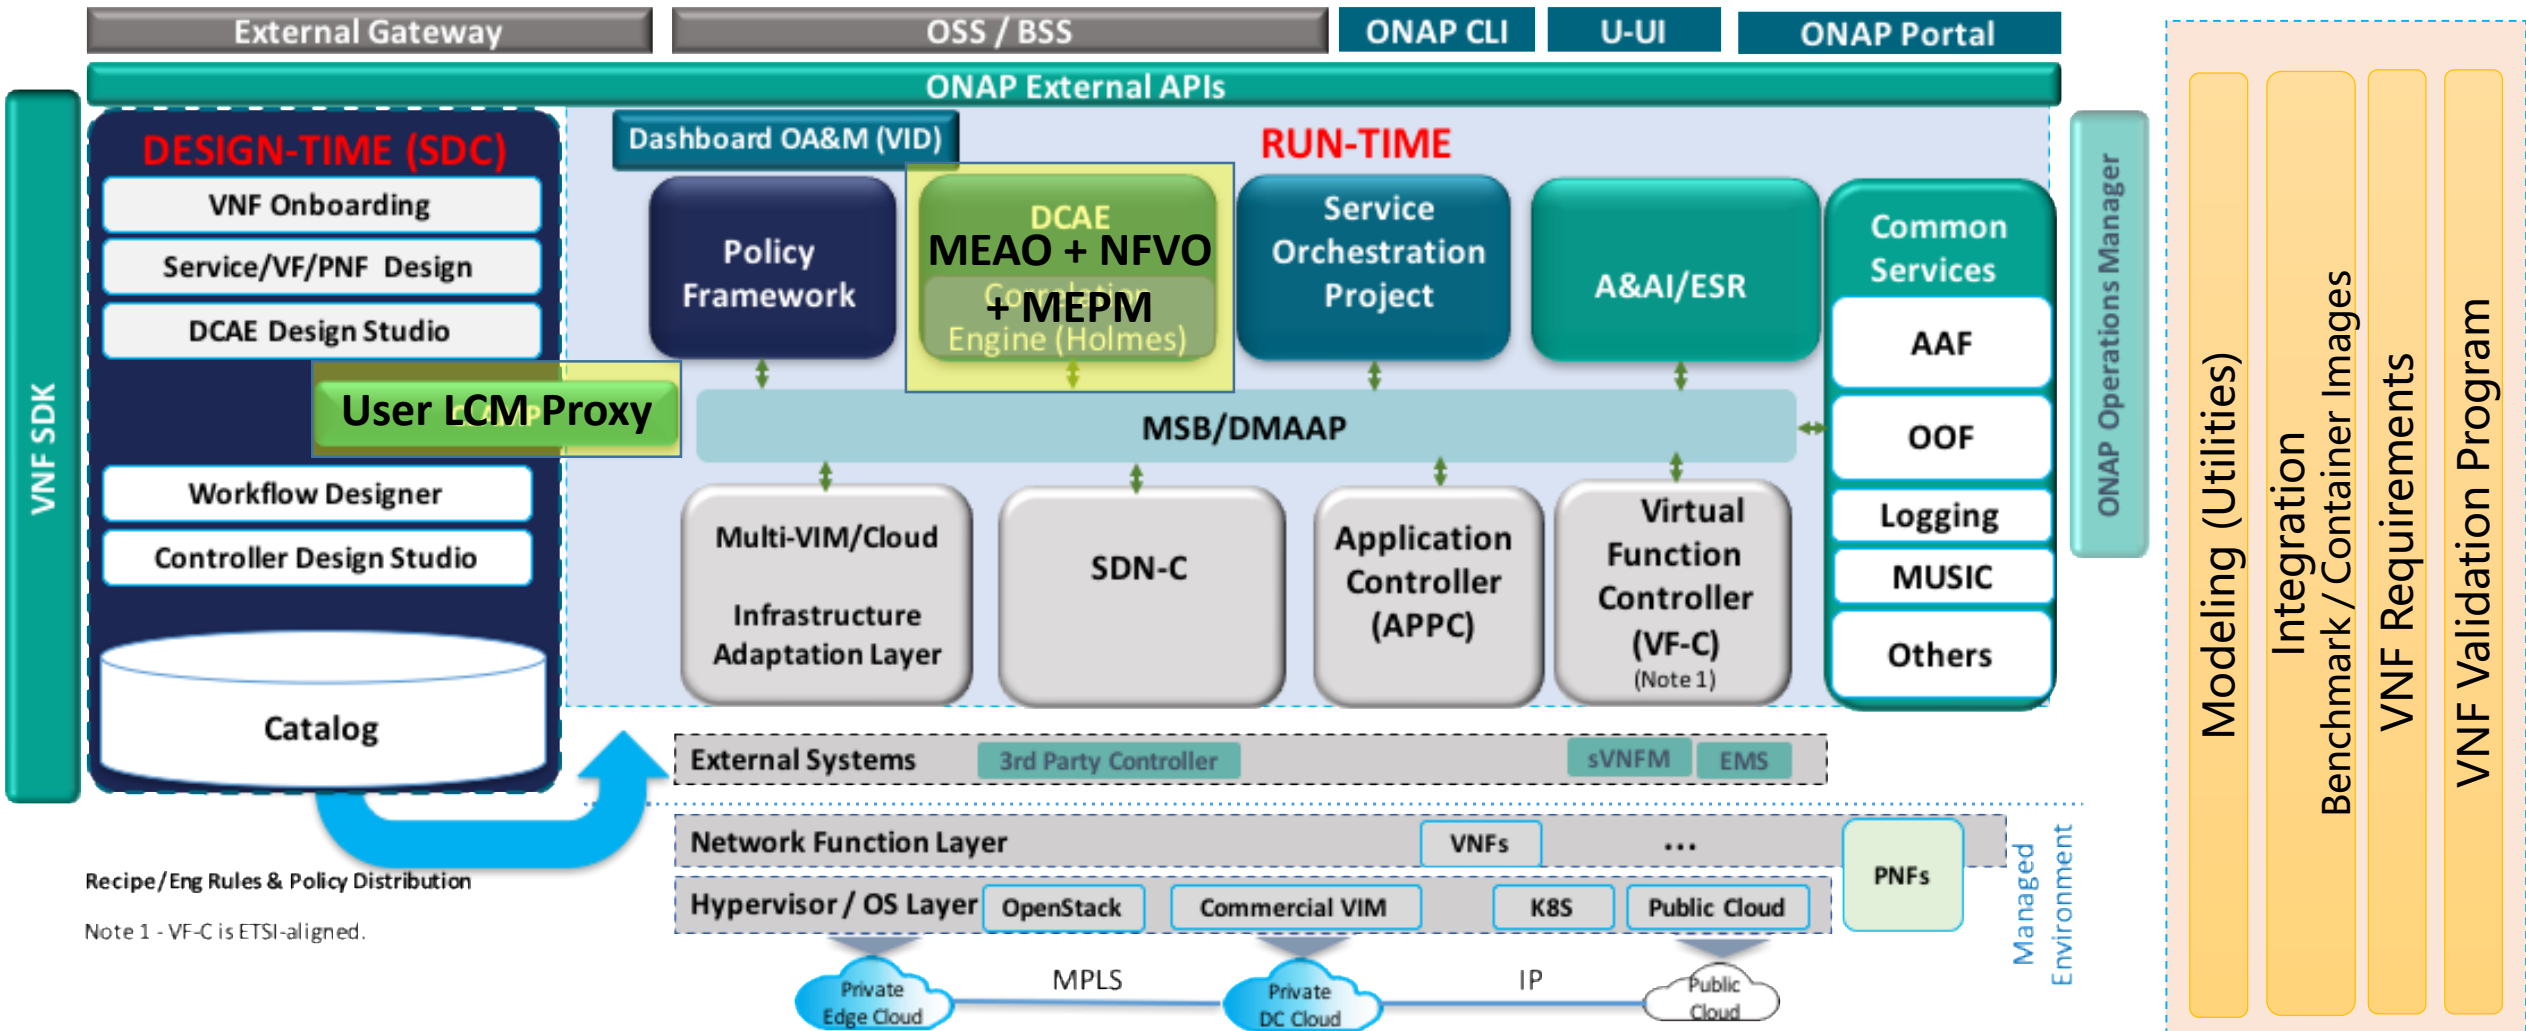 External Gateway
OSS / BSS
ONAP CLI
U-UI
ONAP Portal
ONAP External APIs
VNF SDK
DESIGN-TIME (SDC)
VNF Onboarding
Service/VF/PNF Design
DCAE Design Studio
User LCM Proxy
Workflow Designer
Controller Design Studio
Catalog
Recipe/Eng Rules & Policy Distribution
Note 1 - VF-C is ETSI-aligned.
Dashboard OA&M (VID)
RUN-TIME
Policy
Framework
DCAE
MEAO + NFVO
Correlation
+ MEPM
Engine (Holmes)
Service
Orchestration
Project
A&AI/ESR
Common
Services
AAF
OOF
Logging
MUSIC
Others
MSB/DMAAP
Multi-VIM/Cloud
Infrastructure
Adaptation Layer
SDN-C
Application
Controller
(APPC)
Virtual
Function
Controller
(VF-C)
(Note 1)
External Systems
3rd Party Controller
sVNFM
EMS
Network Function Layer
VNFs
...
PNFs
Hypervisor / OS Layer
OpenStack
Commercial VIM
K8S
Public Cloud
Managed
Environment
Private
Edge Cloud
MPLS
Private
DC Cloud
IP
Public
Cloud
ONAP Operations Manager
Modeling (Utilities)
Integration
Benchmark / Container Images
VNF Requirements
VNF Validation Program